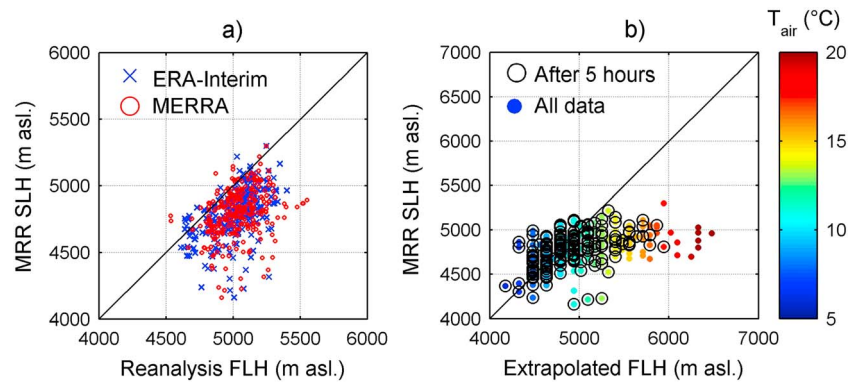 a)
6000
5500
5000
4500
4000
MRR SLH (m asl.)
ERA-Interim
MERRA
4000 4500 5000 5500 6000
Reanalysis FLH (m asl.)
b)
7000
6500
6000
5500
5000
4500
4000
MRR SLH (m asl.)
After 5 hours
All data
4000 5000 6000 7000
Extrapolated FLH (m asl.)
T_air (°C)
20
15
10
5